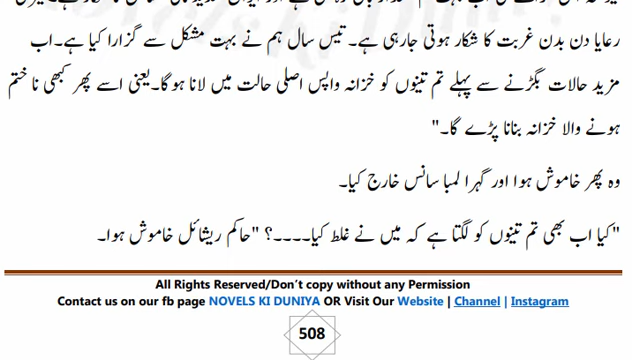 رعایا دن بدن غربت کا شکار ہوتی جارہی ہے۔ تیس سال ہم نے بہت مشکل سے گزارا کیا ہے۔اب
مزید حالات بگڑنے سے پہلے تم تینوں کو خزانہ واپس اصلی حالت میں لانا ہوگا۔یعنی اسے پھر کبھی نا ختم
ہونے والا خزانہ بنانا پڑے گا۔"
وہ پھر خاموش ہوا اور گہرا لمبا سانس خارج کیا۔
"کیا اب بھی تم تینوں کو لگتا ہے کہ میں نے غلط کیا۔۔۔۔؟"حاکم ریشائل خاموش ہوا۔
All Rights Reserved/Don't copy without any Permission
Contact us on our fb page NOVELS KI DUNIYA OR Visit Our Website | Channel | Instagram
508